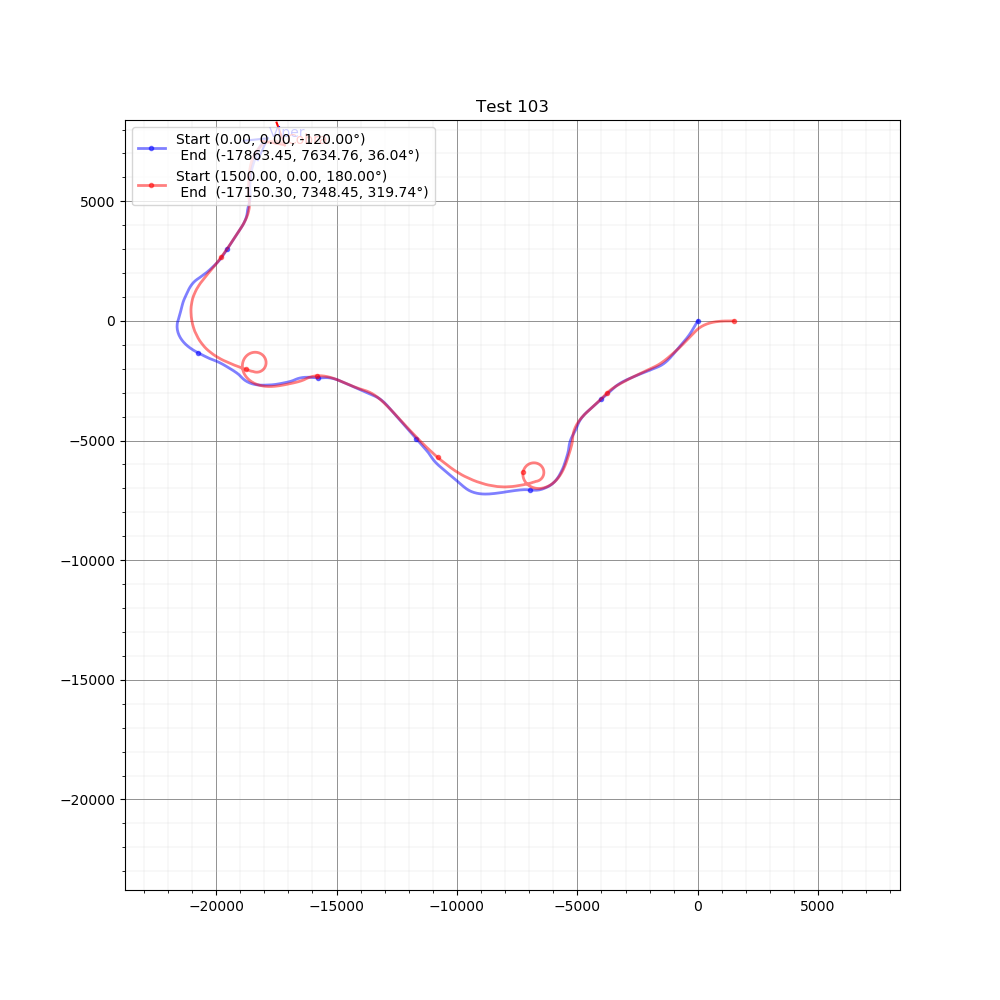 Test 103
Viper
Start (0.00, 0.00, -120.00°)
End (-17863.45, 7634.76, 36.04°)
Start (1500.00, 0.00, 180.00°)
End (-17150.30, 7348.45, 319.74°)
5000
0
−5000
−10000
−15000
−20000
−20000 −15000 −10000 −5000 0 5000